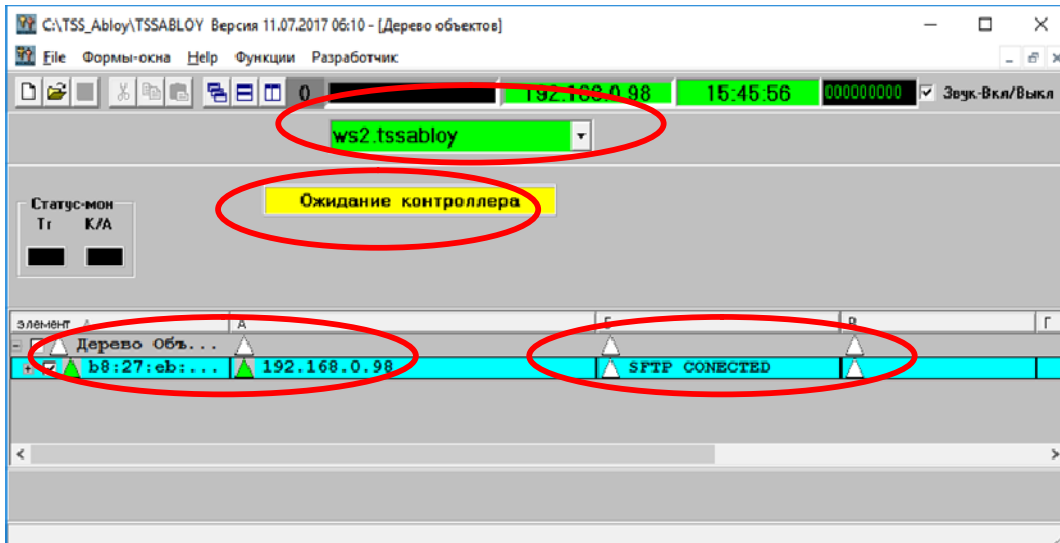 C:\TSS_Abloy\TSSABLOY Версия 11.07.2017 06:10 - [Дерево объектов]
File Формы-окна Help Функции Разработчик
0 192.168.0.98 15:45:56 000000000 Звук-Вкл/Выкл
ws2.tssabloy
Ожидание контроллера
Статус-мон
Тг К/А
элемент А Б В Г
Дерево Объ...
b8:27:eb:... 192.168.0.98 SFTP CONECTED